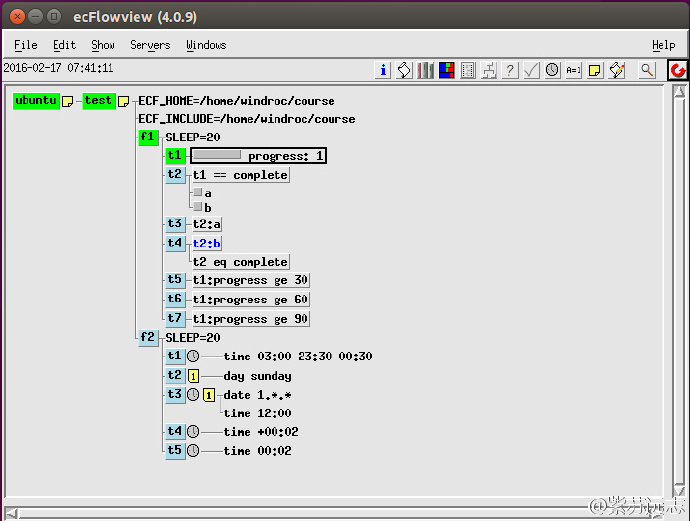 ecFlowview (4.0.9)
File Edit Show Servers Windows Help
2016-02-17 07:41:11 i ? A=1
ubuntu test ECF_HOME=/home/windroc/course
ECF_INCLUDE=/home/windroc/course
f1 SLEEP=20
t1 progress: 1
t2 t1 == complete
a
b
t3 t2:a
t4 t2:b
t2 eq complete
t5 t1:progress ge 30
t6 t1:progress ge 60
t7 t1:progress ge 90
f2 SLEEP=20
t1 time 03:00 23:30 00:30
t2 1 day sunday
t3 1 date 1.*.*
time 12:00
t4 time +00:02
t5 time 00:02